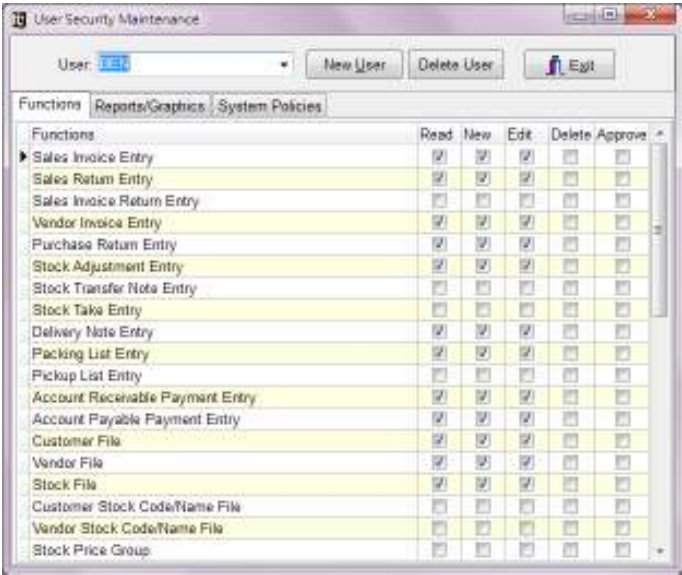 User Security Maintenance
User: BEN
New User
Delete User
Exit
Functions
Reports/Graphics
System Policies
Functions Read New Edit Delete Approve
Sales Invoice Entry
Sales Return Entry
Sales Invoice Return Entry
Vendor Invoice Entry
Purchase Return Entry
Stock Adjustment Entry
Stock Transfer Note Entry
Stock Take Entry
Delivery Note Entry
Packing List Entry
Pickup List Entry
Account Receivable Payment Entry
Account Payable Payment Entry
Customer File
Vendor File
Stock File
Customer Stock Code/Name File
Vendor Stock Code/Name File
Stock Price Group